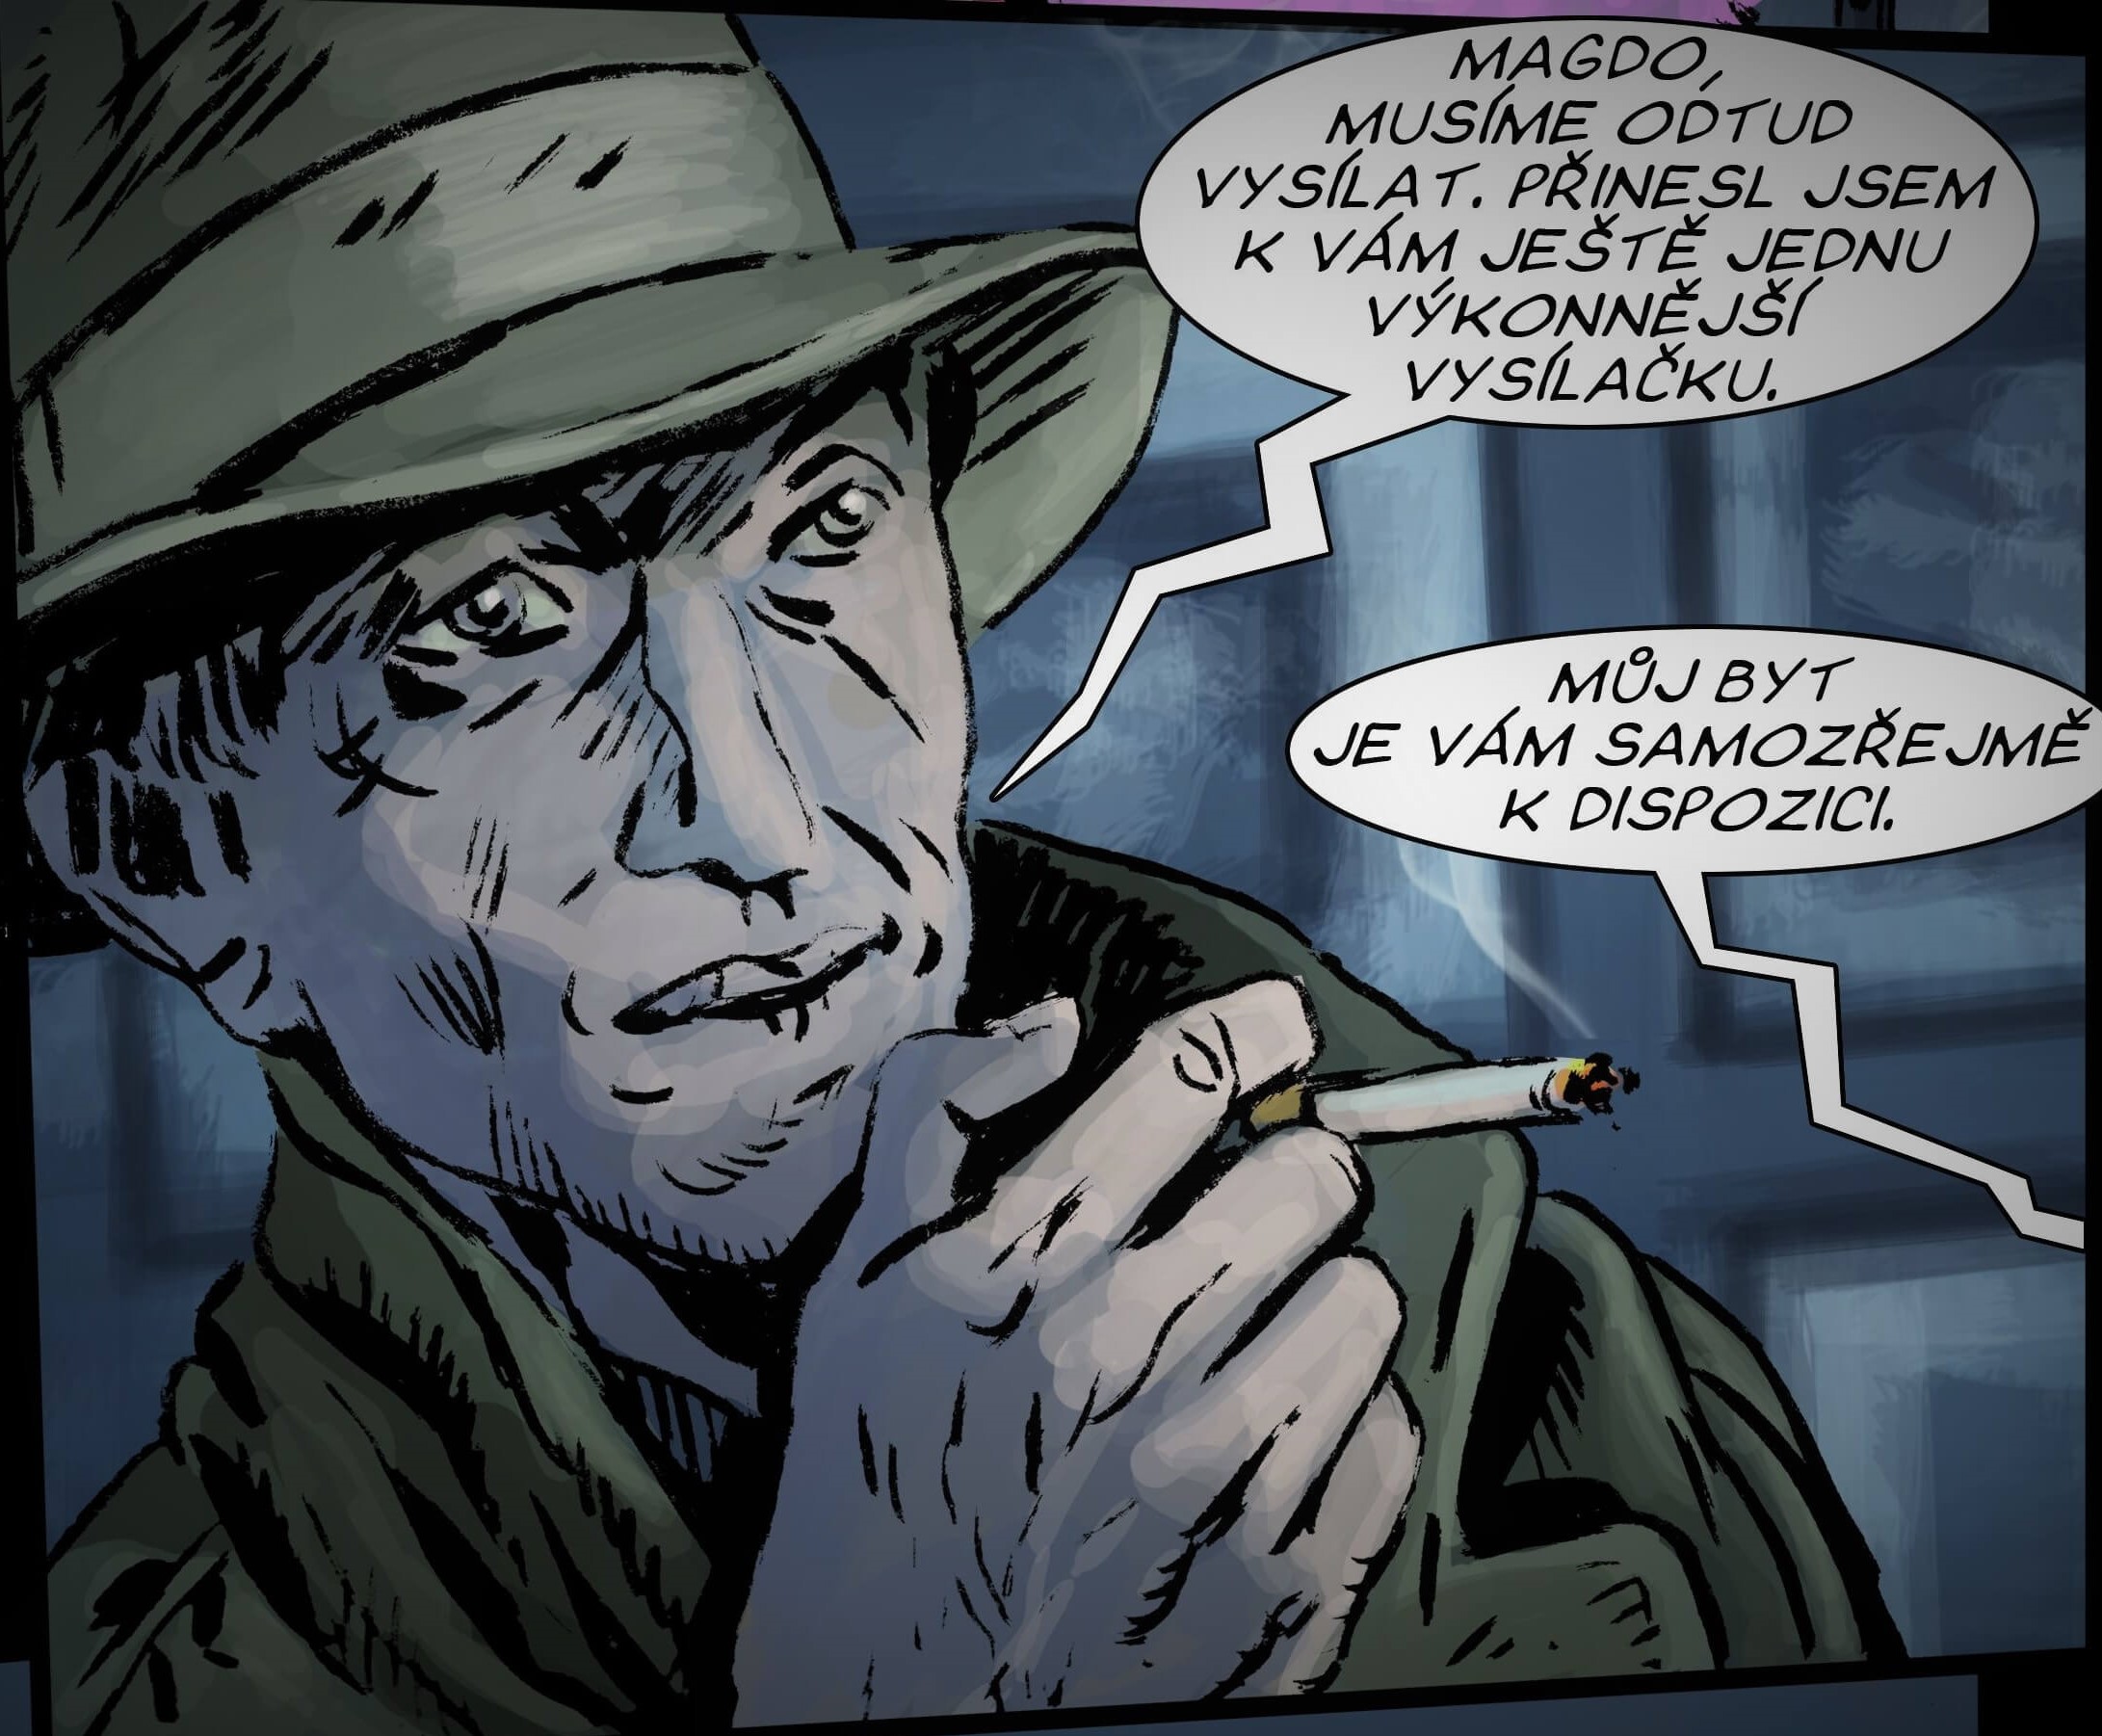 MAGDO,
MUSÍME ODTUD
VYSÍLAT. PŘINESL JSEM
K VÁM JEŠTĚ JEDNU
VÝKONNĚJŠÍ
VYSÍLAČKU.
MŮJ BYT
JE VÁM SAMOZŘEJMĚ
K DISPOZICI.